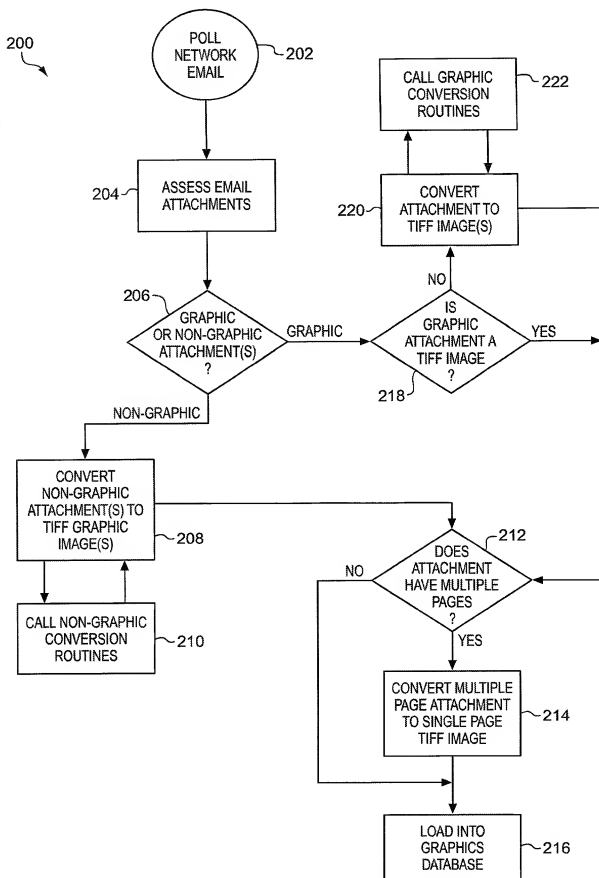 200
POLL
NETWORK
EMAIL
202
204
ASSESS EMAIL
ATTACHMENTS
206
GRAPHIC
OR NON-GRAPHIC
ATTACHMENT(S)
?
GRAPHIC
NON-GRAPHIC
CALL GRAPHIC
CONVERSION
ROUTINES
222
220
CONVERT
ATTACHMENT TO
TIFF IMAGE(S)
NO
IS
GRAPHIC
ATTACHMENT A
TIFF IMAGE
?
YES
218
CONVERT
NON-GRAPHIC
ATTACHMENT(S) TO
TIFF GRAPHIC
IMAGE(S)
208
CALL NON-GRAPHIC
CONVERSION
ROUTINES
210
212
DOES
ATTACHMENT
HAVE MULTIPLE
PAGES
?
NO
YES
CONVERT MULTIPLE
PAGE ATTACHMENT
TO SINGLE PAGE
TIFF IMAGE
214
LOAD INTO
GRAPHICS
DATABASE
216